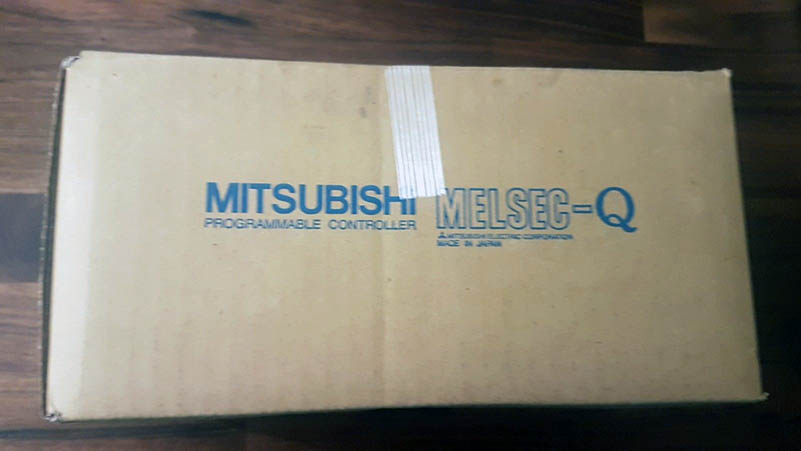 MITSUBISHI MELSEC-Q
PROGRAMMABLE CONTROLLER
MITSUBISHI ELECTRIC CORPORATION
MADE IN JAPAN